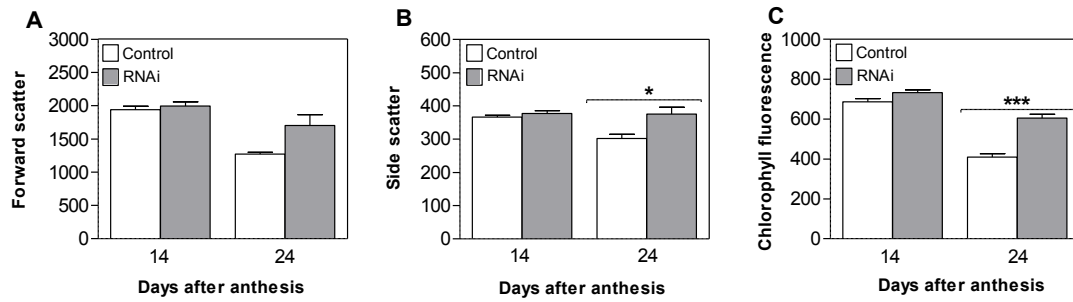 A
Forward scatter
3000
2500
2000
1500
1000
500
0
Control
RNAi
14 24
Days after anthesis
B
Side scatter
600
500
400
300
200
100
0
Control
RNAi
*
14 24
Days after anthesis
C
Chlorophyll fluorescence
1000
800
600
400
200
0
Control
RNAi
***
14 24
Days after anthesis